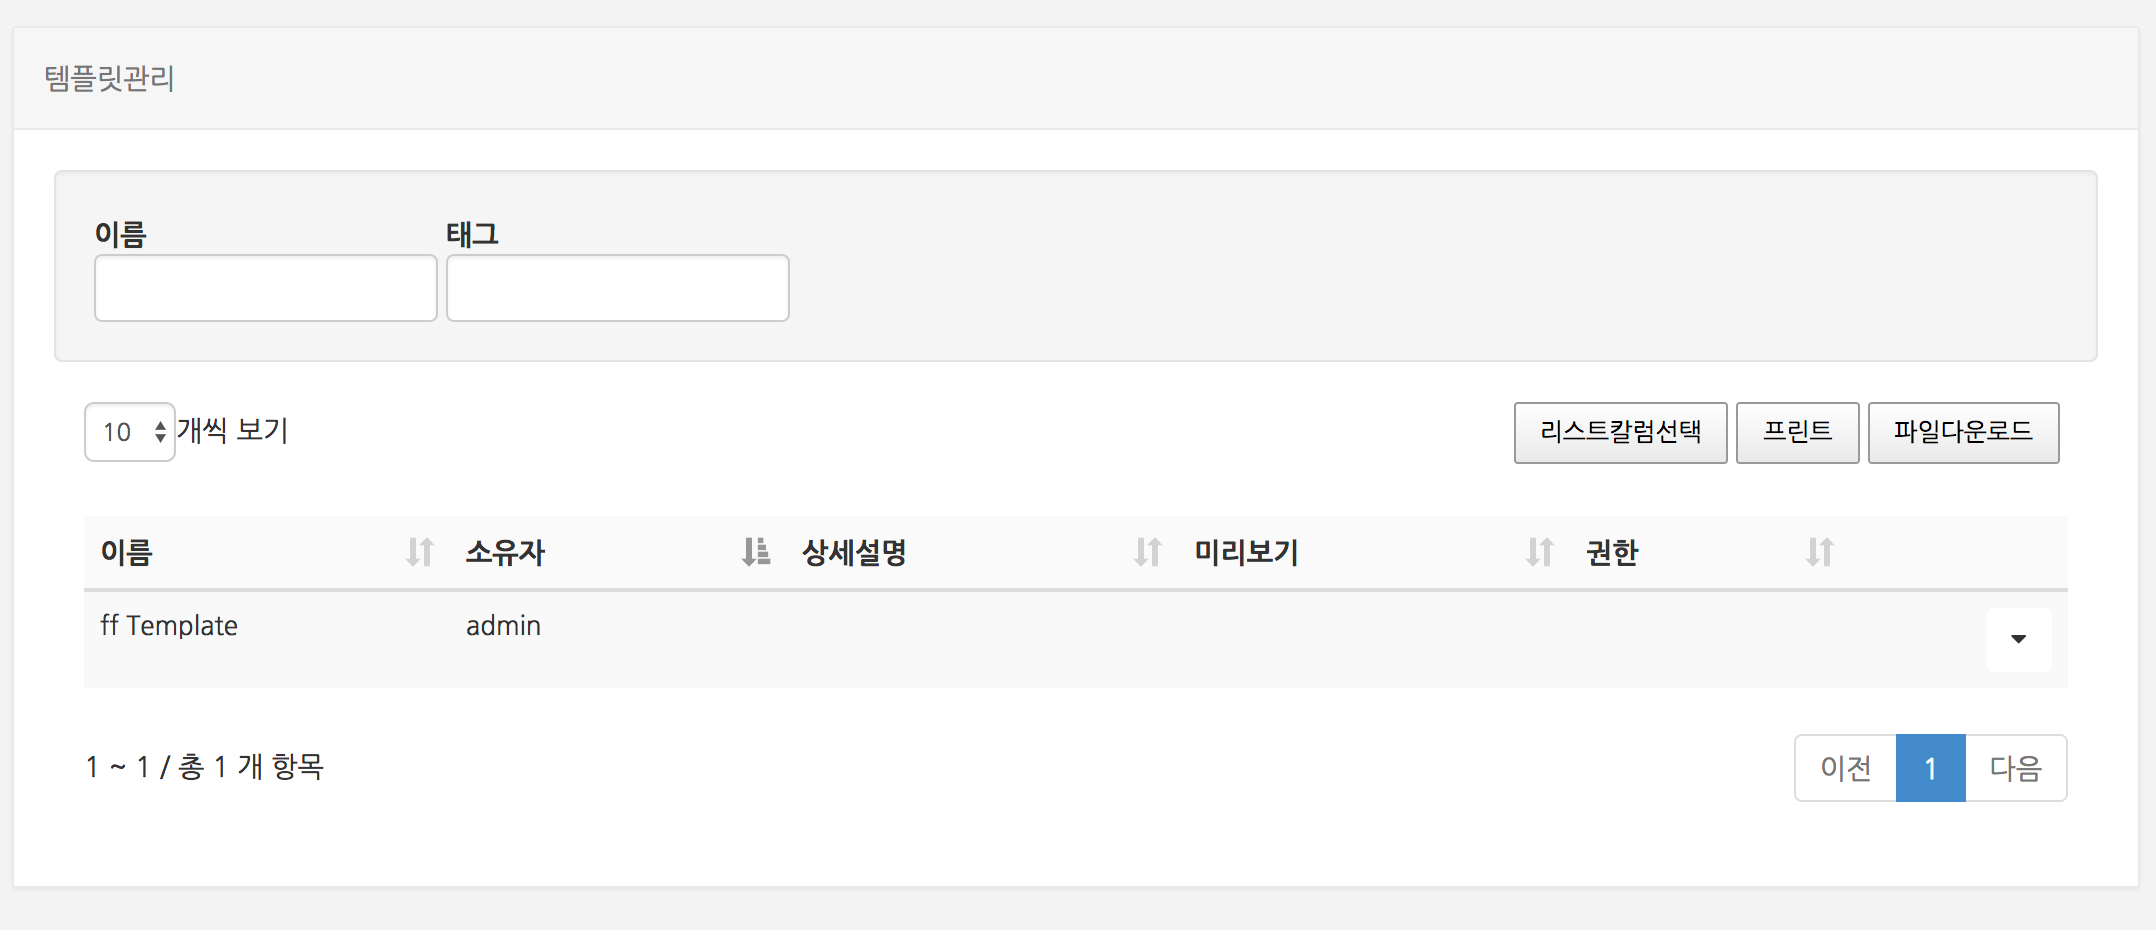 템플릿관리
이름 태그
10 개씩 보기 리스트칼럼선택 프린트 파일다운로드
이름 소유자 상세설명 미리보기 권한
ff Template admin
1 ~ 1 / 총 1 개 항목 이전 1 다음